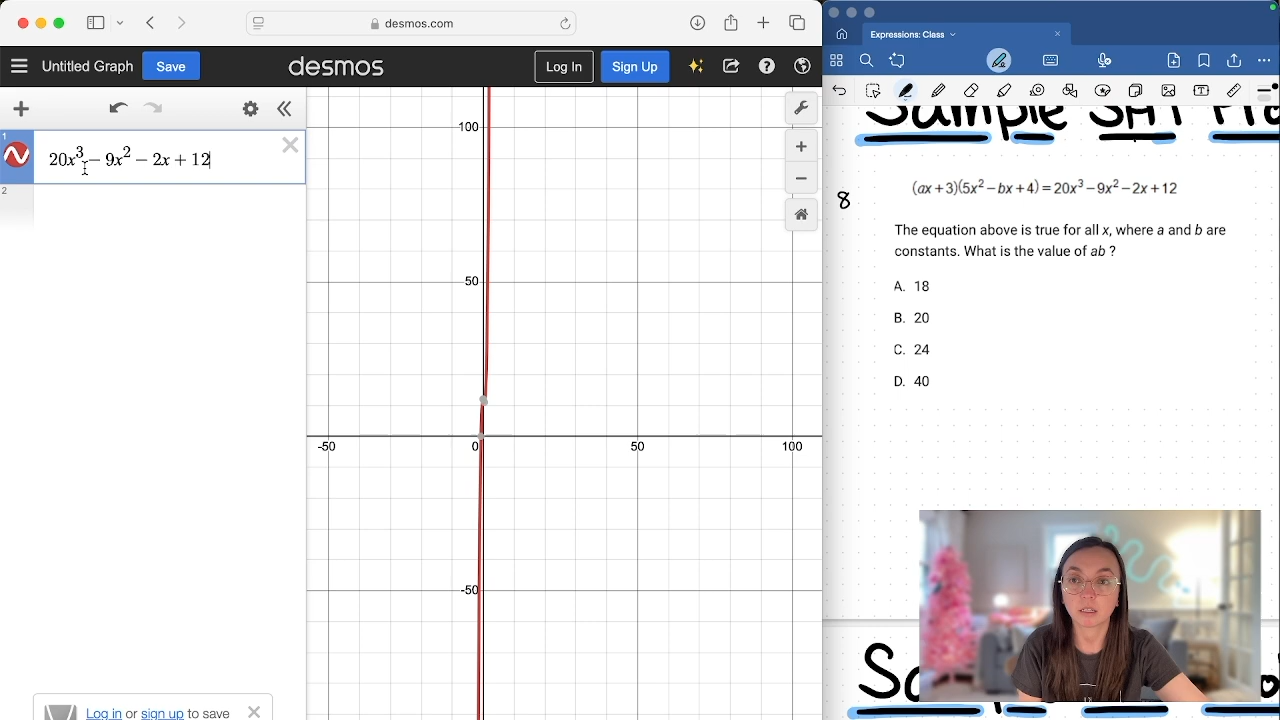 desmos.com
Expressions: Class
Untitled Graph
Save
desmos
Log In
Sign Up
1
20x³ − 9x² − 2x + 12
2
100
50
-50
0
50
100
-50
Log in or sign up to save
Sample SAT Pro
8
(ax+3)(5x²−bx+4)=20x³−9x²−2x+12
The equation above is true for all x, where a and b are
constants. What is the value of ab ?
A. 18
B. 20
C. 24
D. 40